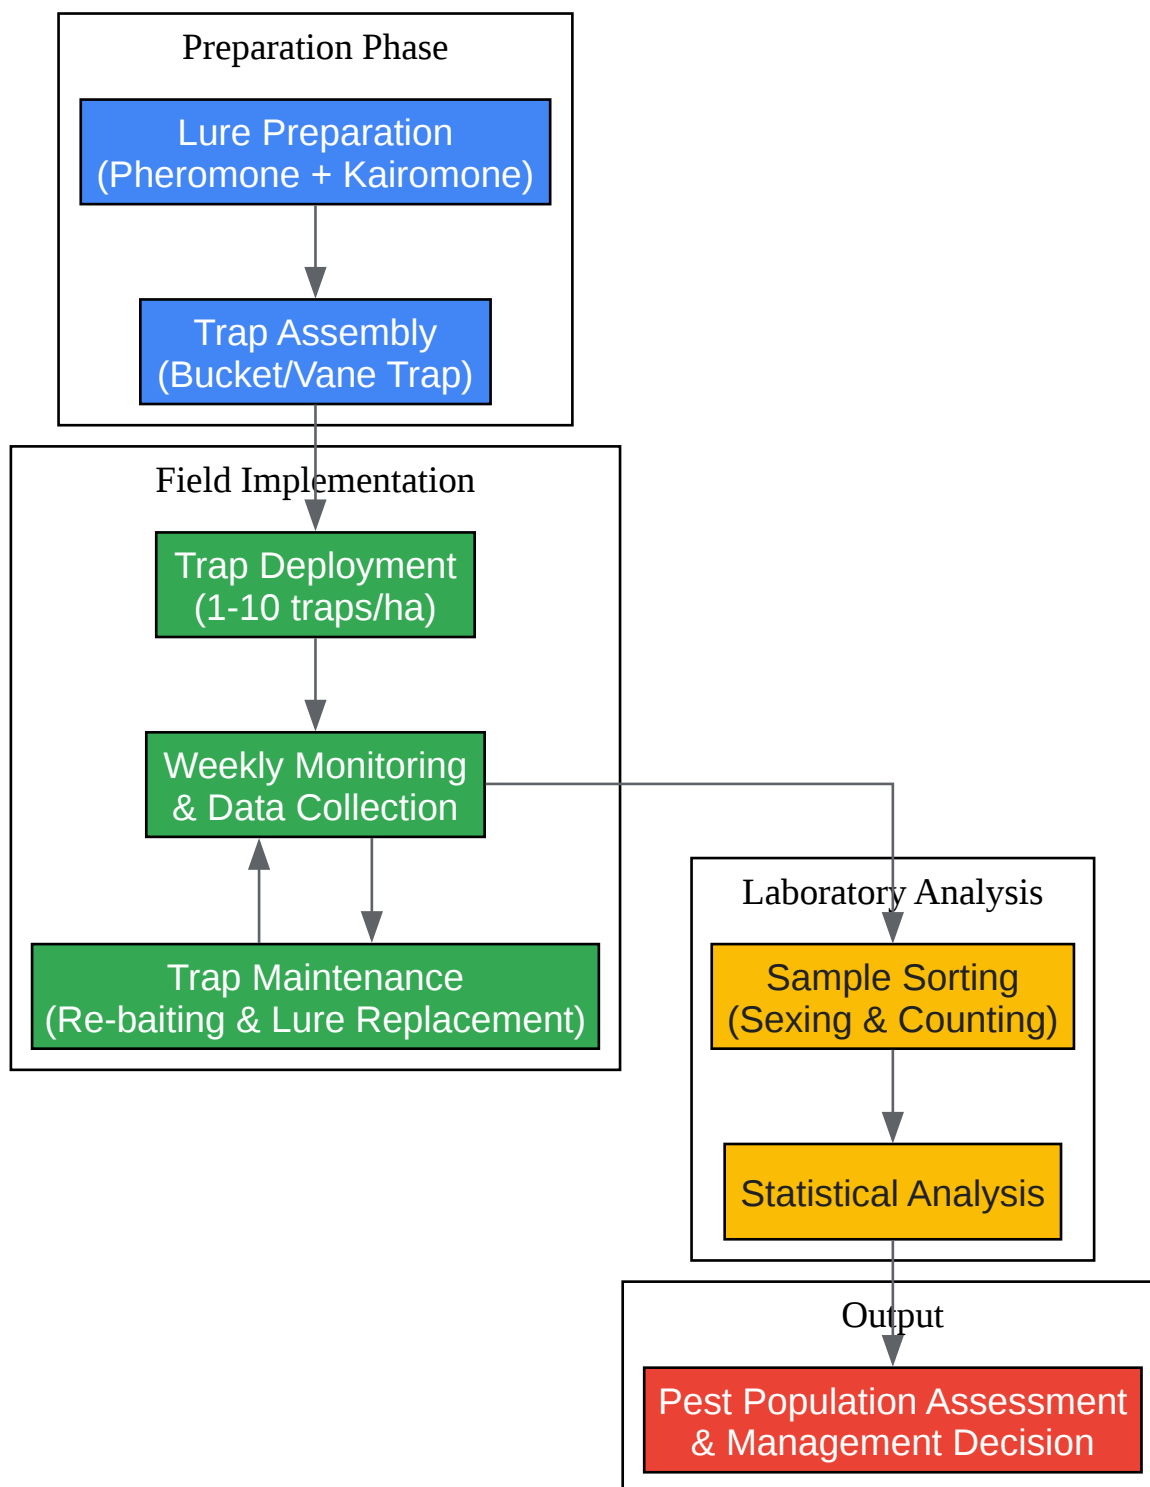 Preparation Phase
Lure Preparation
(Pheromone + Kairomone)
Trap Assembly
(Bucket/Vane Trap)
Field Implementation
Trap Deployment
(1-10 traps/ha)
Weekly Monitoring
& Data Collection
Trap Maintenance
(Re-baiting & Lure Replacement)
Laboratory Analysis
Sample Sorting
(Sexing & Counting)
Statistical Analysis
Output
Pest Population Assessment
& Management Decision